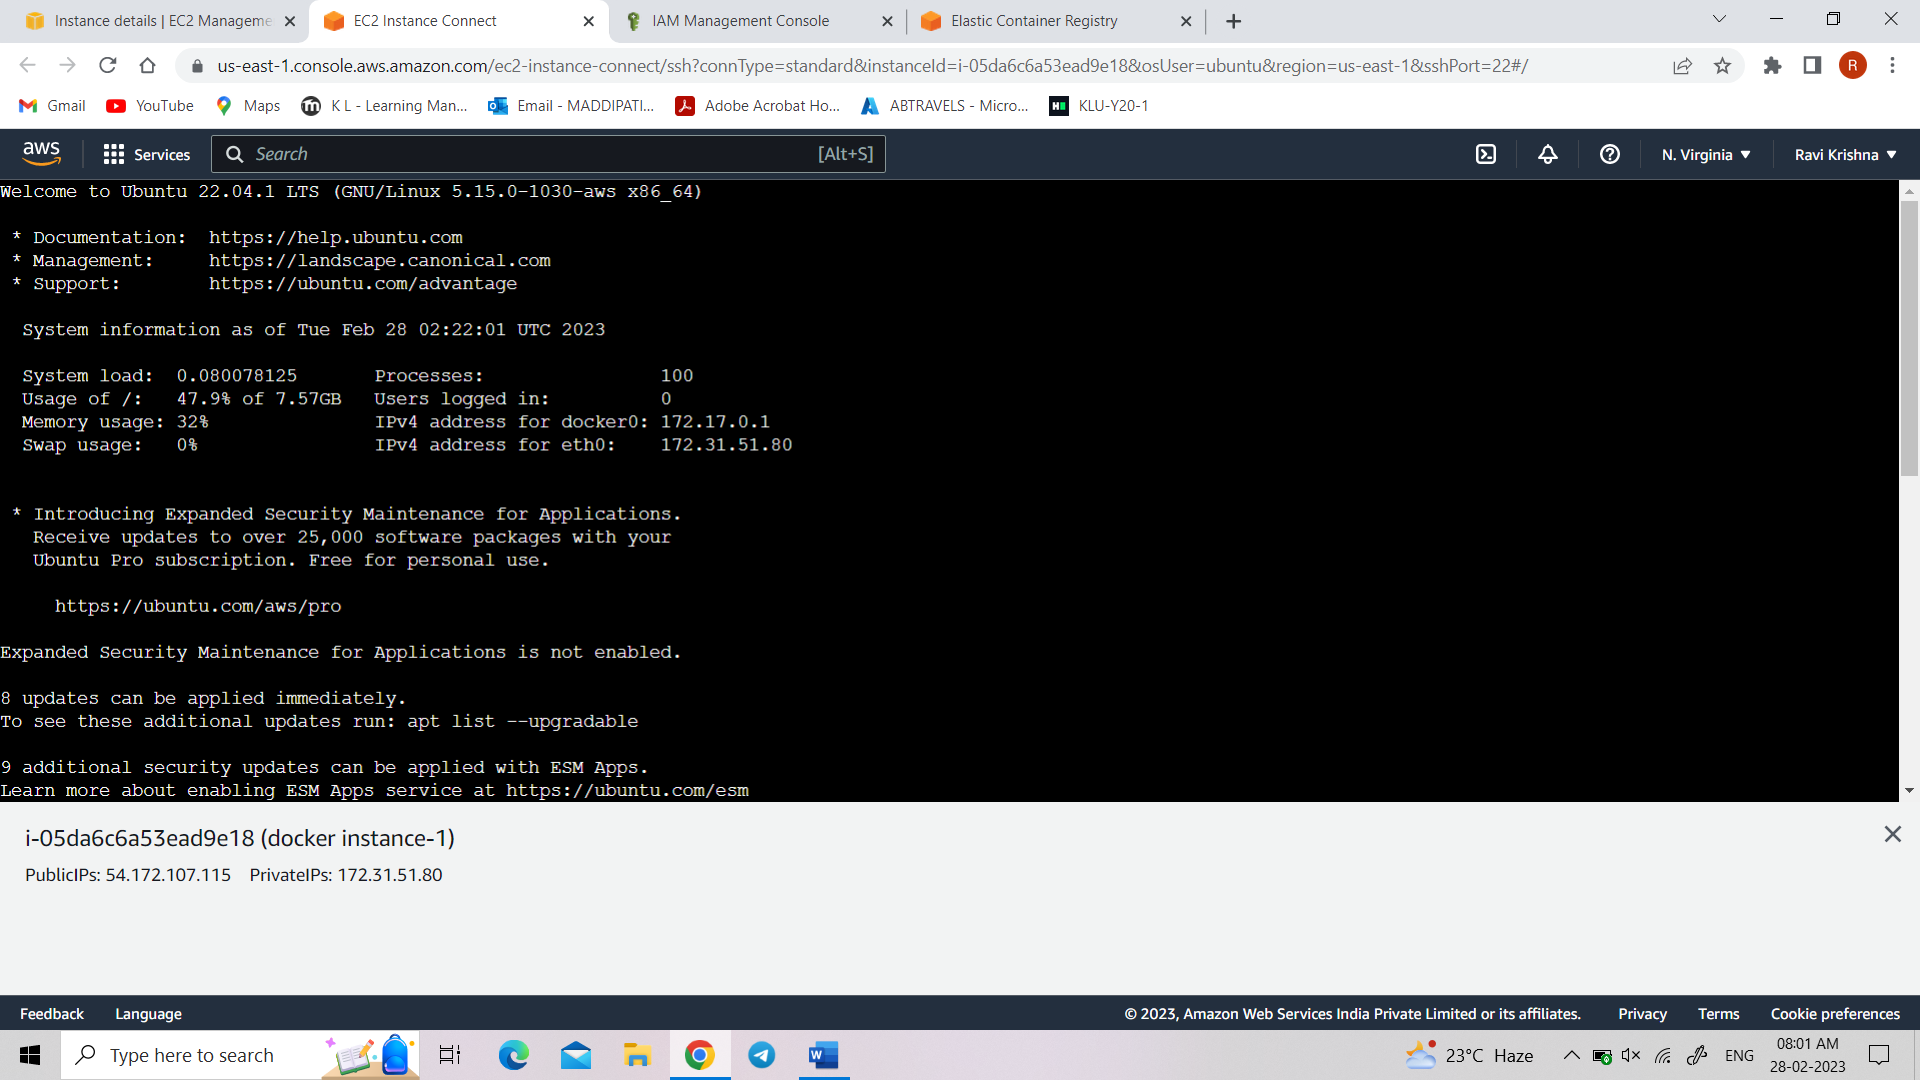 Instance details | EC2 Manageme
EC2 Instance Connect
IAM Management Console
Elastic Container Registry
us-east-1.console.aws.amazon.com/ec2-instance-connect/ssh?connType=standard&instanceId=i-05da6c6a53ead9e18&osUser=ubuntu&region=us-east-1&sshPort=22#/
R
Gmail YouTube Maps K L - Learning Man... Email - MADDIPATI... Adobe Acrobat Ho... ABTRAVELS - Micro... KLU-Y20-1
aws Services Search [Alt+S] N. Virginia Ravi Krishna
Welcome to Ubuntu 22.04.1 LTS (GNU/Linux 5.15.0-1030-aws x86_64)
* Documentation: https://help.ubuntu.com
* Management: https://landscape.canonical.com
* Support: https://ubuntu.com/advantage
System information as of Tue Feb 28 02:22:01 UTC 2023
System load: 0.080078125 Processes: 100
Usage of /: 47.9% of 7.57GB Users logged in: 0
Memory usage: 32% IPv4 address for docker0: 172.17.0.1
Swap usage: 0% IPv4 address for eth0: 172.31.51.80
* Introducing Expanded Security Maintenance for Applications.
Receive updates to over 25,000 software packages with your
Ubuntu Pro subscription. Free for personal use.
https://ubuntu.com/aws/pro
Expanded Security Maintenance for Applications is not enabled.
8 updates can be applied immediately.
To see these additional updates run: apt list --upgradable
9 additional security updates can be applied with ESM Apps.
Learn more about enabling ESM Apps service at https://ubuntu.com/esm
i-05da6c6a53ead9e18 (docker instance-1)
PublicIPs: 54.172.107.115 PrivateIPs: 172.31.51.80
Feedback Language © 2023, Amazon Web Services India Private Limited or its affiliates. Privacy Terms Cookie preferences
Type here to search
23°C Haze
ENG
08:01 AM
28-02-2023